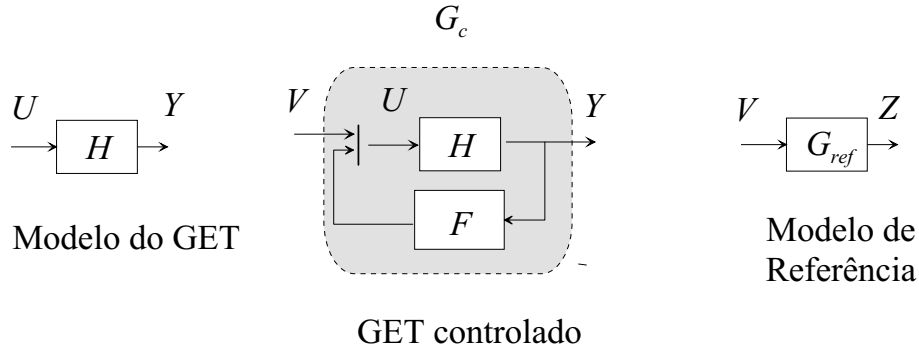 G_c
U
Y
H
V
U
Y
H
F
V
Z
G_ref
Modelo do GET
GET controlado
Modelo de
Referência